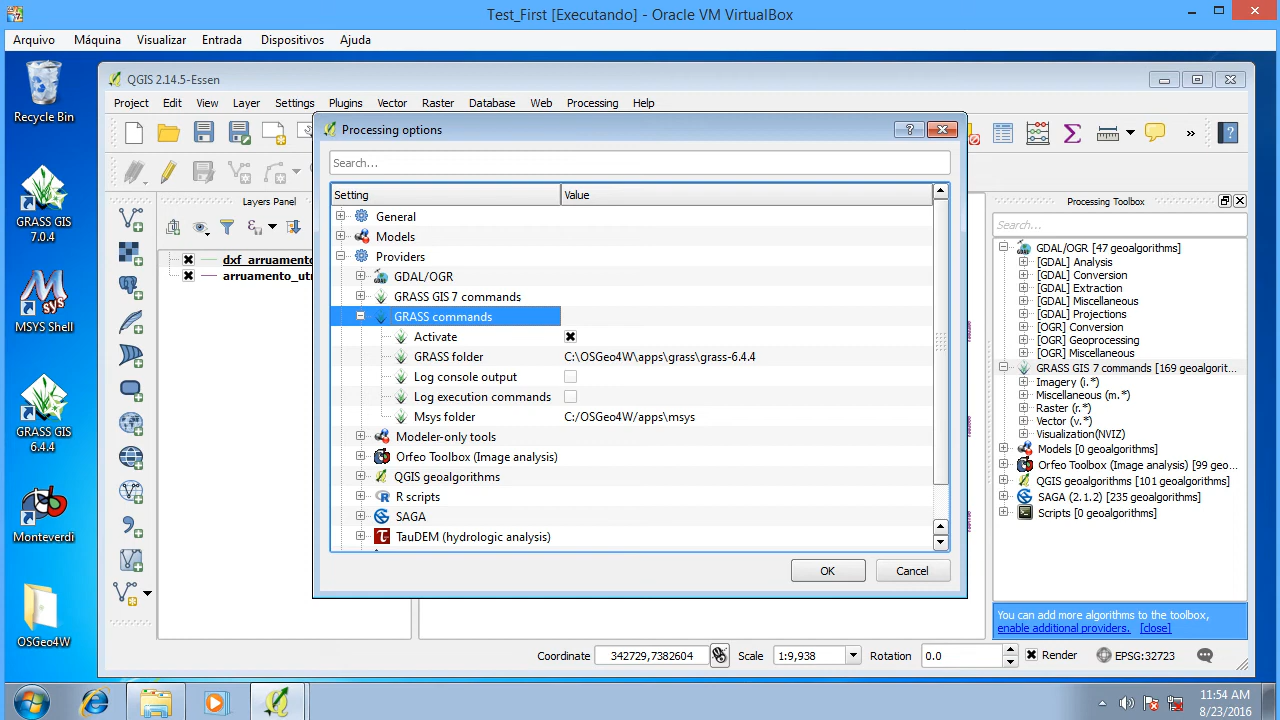 Test_First [Executando] - Oracle VM VirtualBox
Arquivo Máquina Visualizar Entrada Dispositivos Ajuda
QGIS 2.14.5-Essen
Project Edit View Layer Settings Plugins Vector Raster Database Web Processing Help
Recycle Bin
GRASS GIS
7.0.4
MSYS Shell
GRASS GIS
6.4.4
Monteverdi
OSGeo4W
Layers Panel
dxf_arruamento
arruamento_ut
Processing options
Search...
Setting Value
General
Models
Providers
GDAL/OGR
GRASS GIS 7 commands
GRASS commands
Activate
GRASS folder C:\OSGeo4W\apps\grass\grass-6.4.4
Log console output
Log execution commands
Msys folder C:/OSGeo4W/apps\msys
Modeler-only tools
Orfeo Toolbox (Image analysis)
QGIS geoalgorithms
R scripts
SAGA
TauDEM (hydrologic analysis)
OK Cancel
Processing Toolbox
Search...
GDAL/OGR [47 geoalgorithms]
[GDAL] Analysis
[GDAL] Conversion
[GDAL] Extraction
[GDAL] Miscellaneous
[GDAL] Projections
[OGR] Conversion
[OGR] Geoprocessing
[OGR] Miscellaneous
GRASS GIS 7 commands [169 geoalgorit...
Imagery (i.*)
Miscellaneous (m.*)
Raster (r.*)
Vector (v.*)
Visualization(NVIZ)
Models [0 geoalgorithms]
Orfeo Toolbox (Image analysis) [99 geo...
QGIS geoalgorithms [101 geoalgorithms]
SAGA (2.1.2) [235 geoalgorithms]
Scripts [0 geoalgorithms]
You can add more algorithms to the toolbox,
enable additional providers. [close]
Coordinate 342729,7382604 Scale 1:9,938 Rotation 0.0 Render EPSG:32723
11:54 AM
8/23/2016